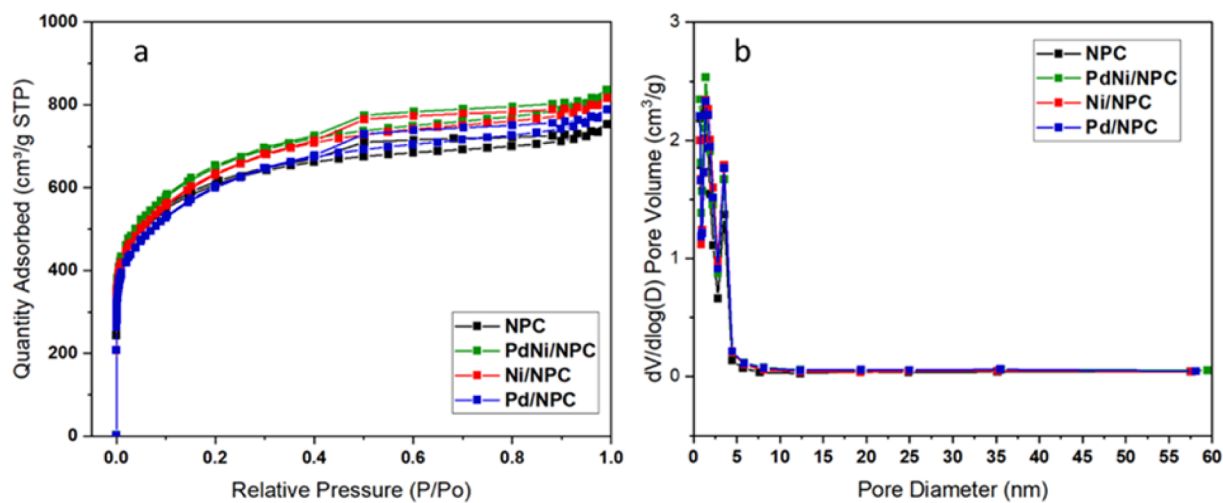 a
1000
800
600
400
200
0
Quantity Adsorbed (cm³/g STP)
0.0 0.2 0.4 0.6 0.8 1.0
Relative Pressure (P/Po)
NPC
PdNi/NPC
Ni/NPC
Pd/NPC
b
3
2
1
0
dV/dlog(D) Pore Volume (cm³/g)
0 5 10 15 20 25 30 35 40 45 50 55 60
Pore Diameter (nm)
NPC
PdNi/NPC
Ni/NPC
Pd/NPC